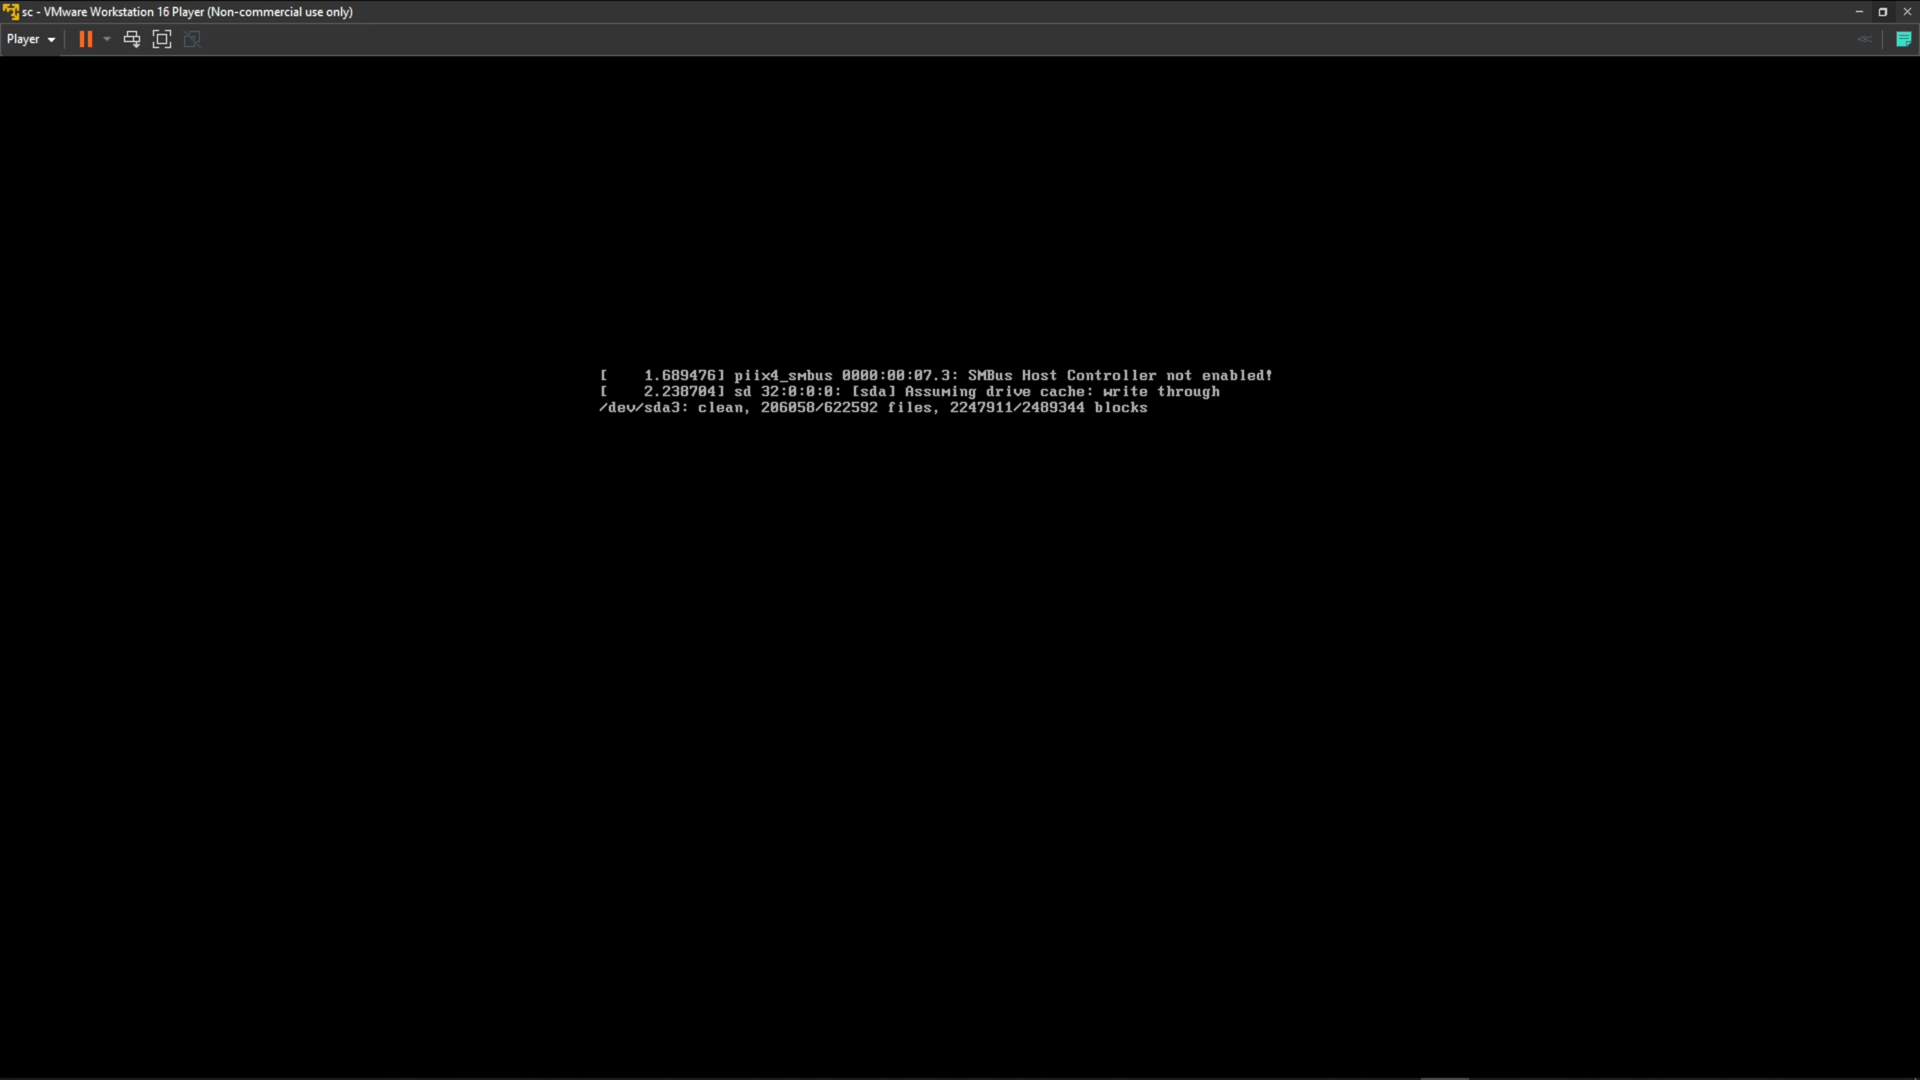 sc - VMware Workstation 16 Player (Non-commercial use only)
Player
[    1.689476] piix4_smbus 0000:00:07.3: SMBus Host Controller not enabled!
[    2.238704] sd 32:0:0:0: [sda] Assuming drive cache: write through
/dev/sda3: clean, 206058/622592 files, 2247911/2489344 blocks